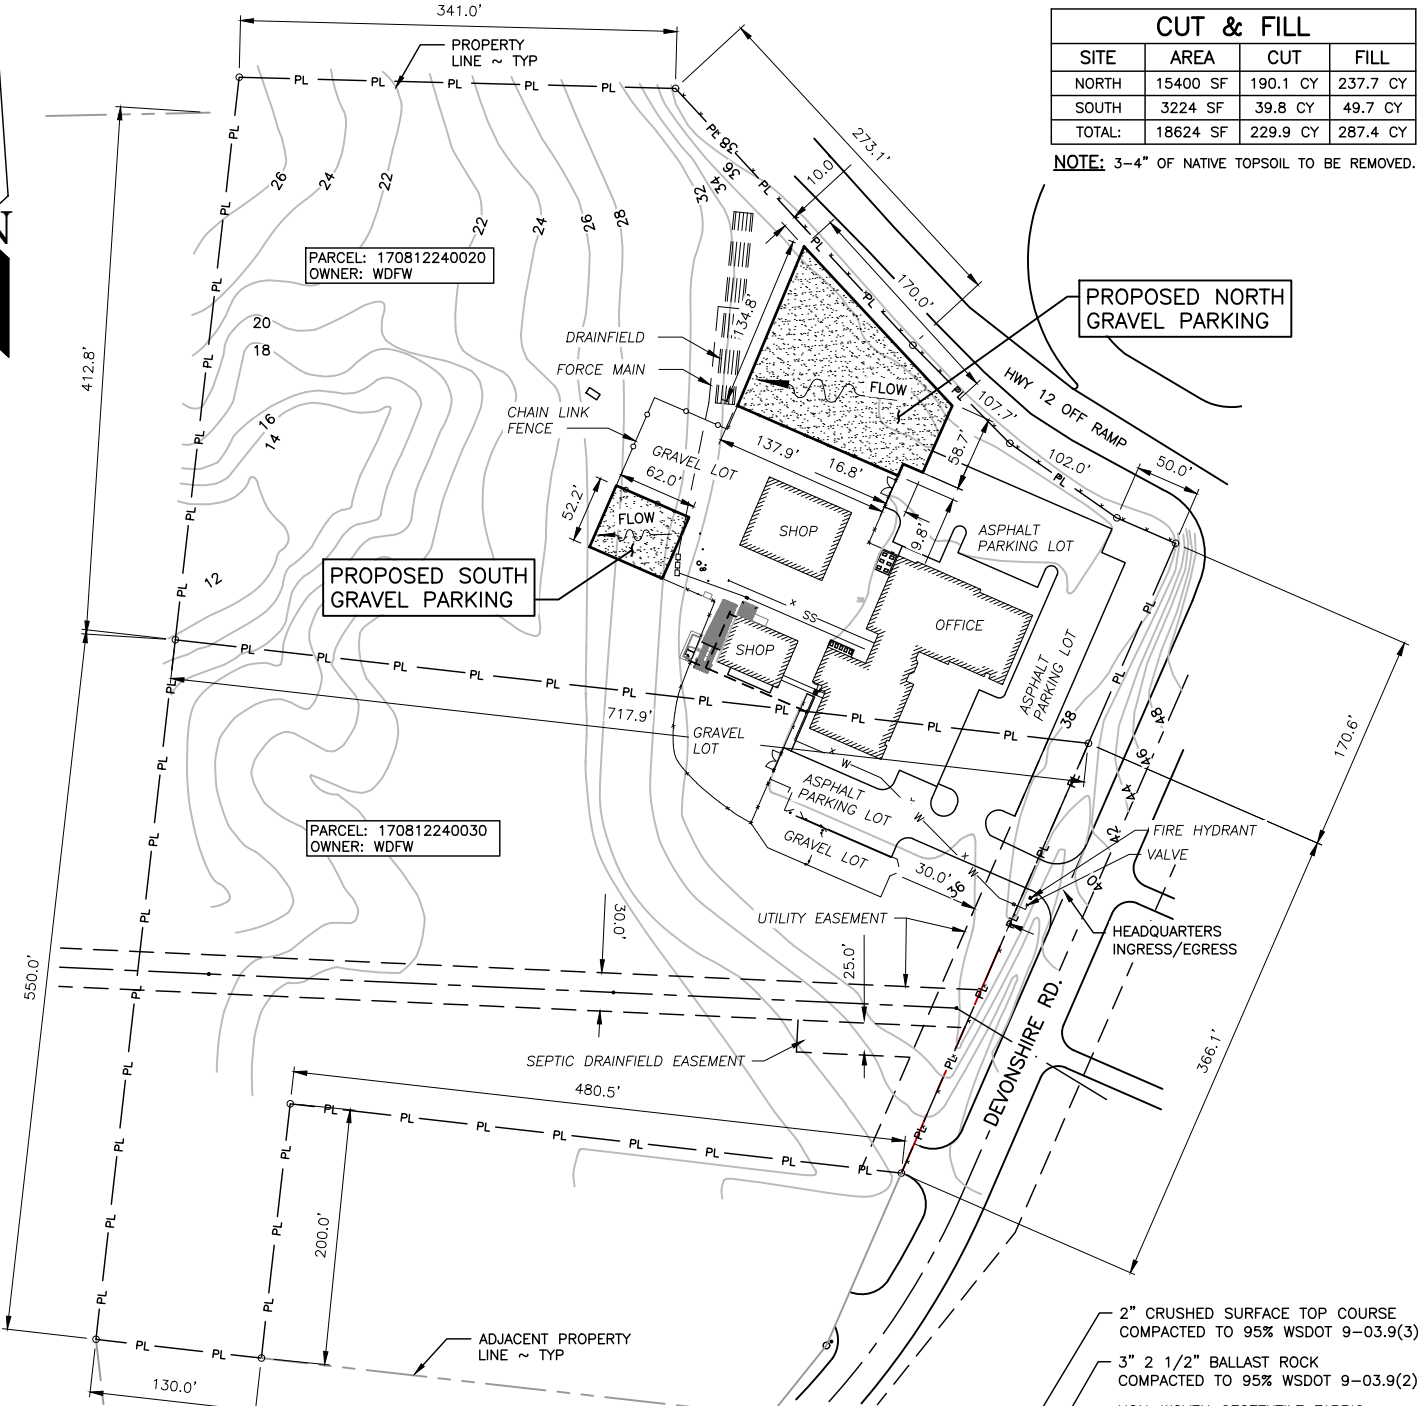 341.0'
PROPERTY
LINE ~ TYP
CUT & FILL
SITE AREA CUT FILL
NORTH 15400 SF 190.1 CY 237.7 CY
SOUTH 3224 SF 39.8 CY 49.7 CY
TOTAL: 18624 SF 229.9 CY 287.4 CY
NOTE: 3-4" OF NATIVE TOPSOIL TO BE REMOVED.
PL PL PL PL PL
273.1'
10.0
38
36
34
32
26
24
22
22
24
26
28
PARCEL: 170812240020
OWNER: WDFW
170.0'
134.8'
PROPOSED NORTH
GRAVEL PARKING
20
18
16
14
12
412.8'
DRAINFIELD
FORCE MAIN
CHAIN LINK
FENCE
FLOW
HWY 12 OFF RAMP
107.7'
102.0'
50.0'
58.7'
137.9'
16.8'
9.8'
GRAVEL LOT
62.0'
52.2'
FLOW
SHOP
ASPHALT
PARKING LOT
PROPOSED SOUTH
GRAVEL PARKING
SS
OFFICE
SHOP
ASPHALT
PARKING LOT
38
48
46
44
42
40
36
170.6'
717.9'
GRAVEL
LOT
W
W
W
ASPHALT
PARKING LOT
GRAVEL LOT
PARCEL: 170812240030
OWNER: WDFW
FIRE HYDRANT
VALVE
30.0'
UTILITY EASEMENT
HEADQUARTERS
INGRESS/EGRESS
30.0'
25.0'
550.0'
SEPTIC DRAINFIELD EASEMENT
DEVONSHIRE RD.
366.1'
480.5'
200.0'
ADJACENT PROPERTY
LINE ~ TYP
130.0'
2" CRUSHED SURFACE TOP COURSE
COMPACTED TO 95% WSDOT 9-03.9(3)
3" 2 1/2" BALLAST ROCK
COMPACTED TO 95% WSDOT 9-03.9(2)